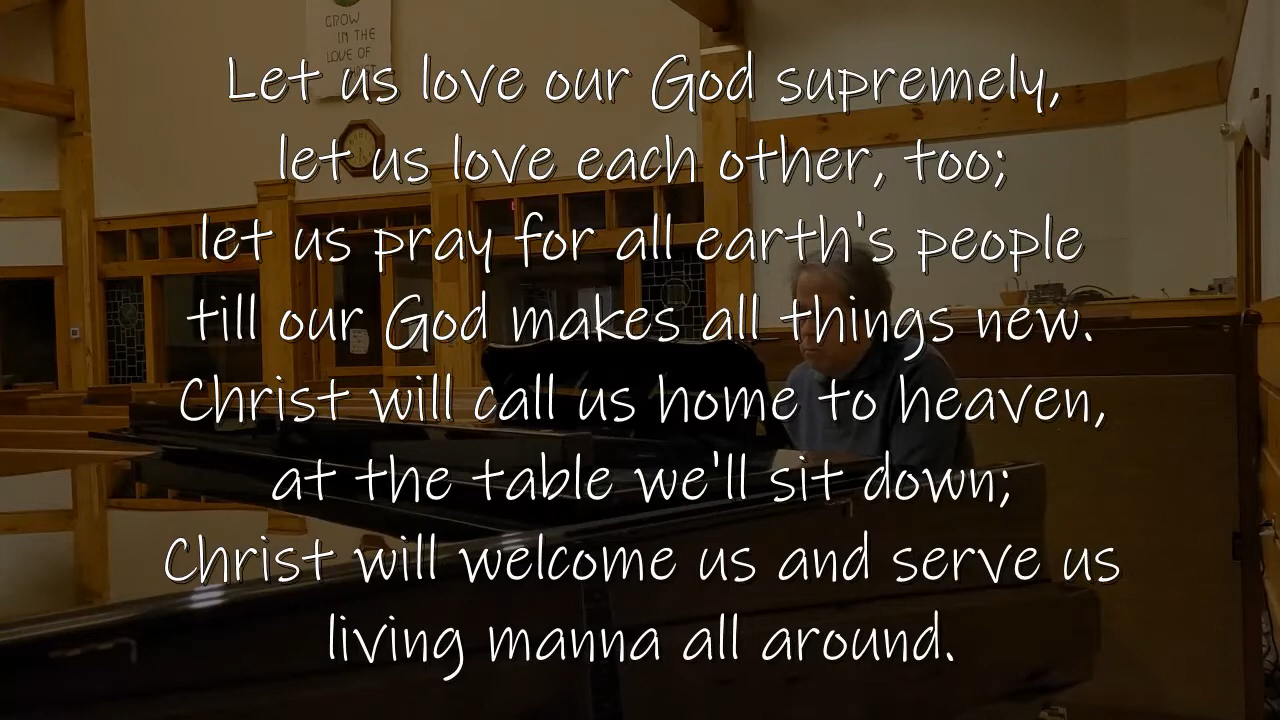 GROW
IN THE
LOVE OF
CHRIST
Let us love our God supremely,
let us love each other, too;
let us pray for all earth's people
till our God makes all things new.
Christ will call us home to heaven,
at the table we'll sit down;
Christ will welcome us and serve us
living manna all around.